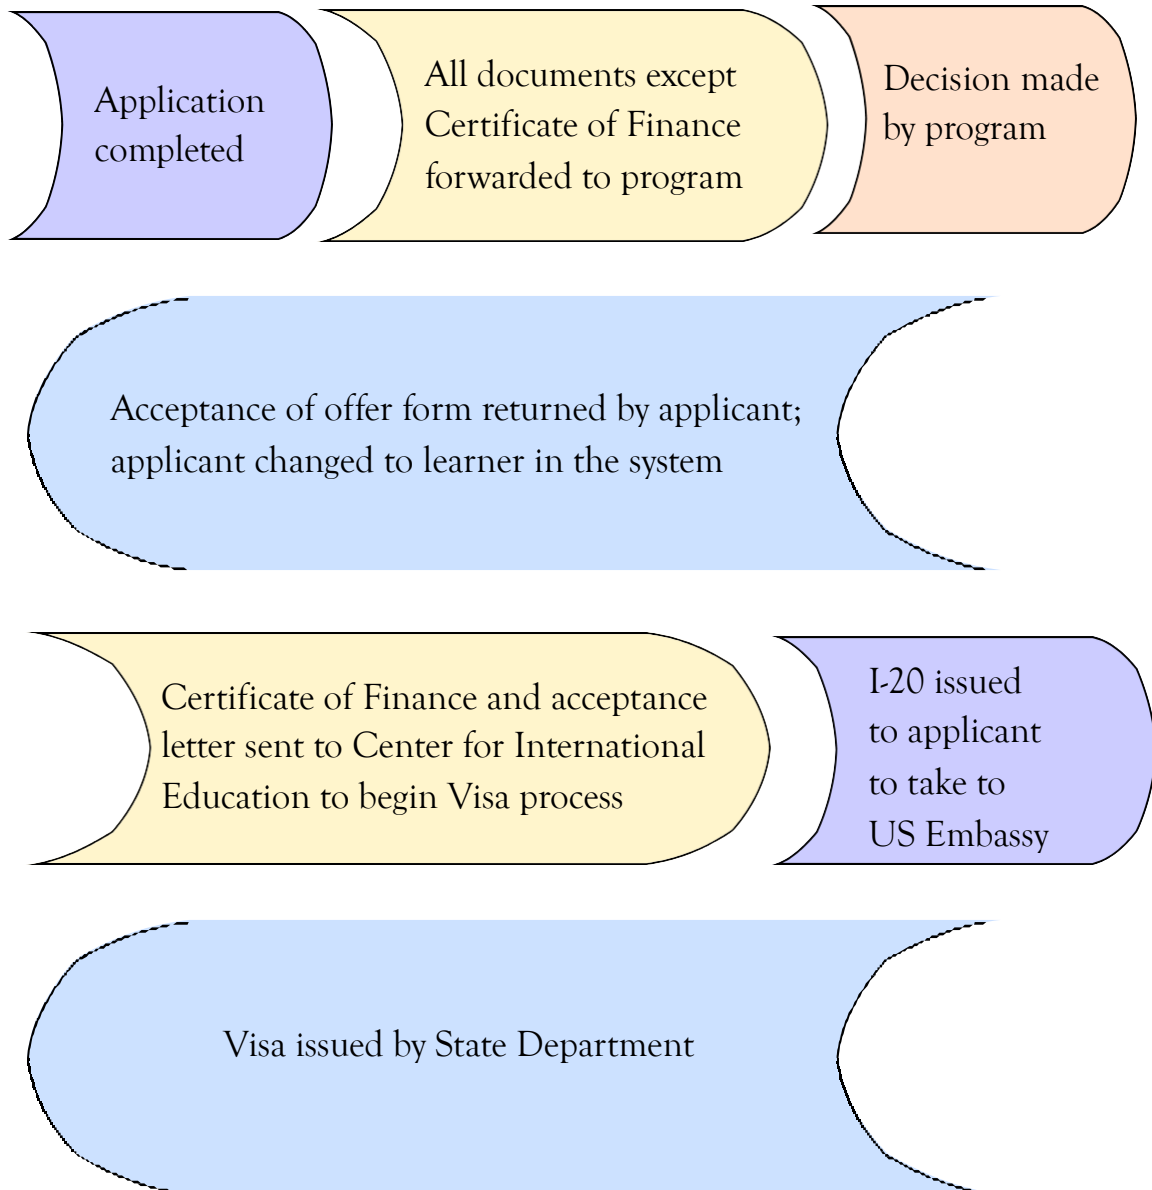 Application
completed
All documents except
Certificate of Finance
forwarded to program
Decision made
by program
Acceptance of offer form returned by applicant;
applicant changed to learner in the system
Certificate of Finance and acceptance
letter sent to Center for International
Education to begin Visa process
I-20 issued
to applicant
to take to
US Embassy
Visa issued by State Department